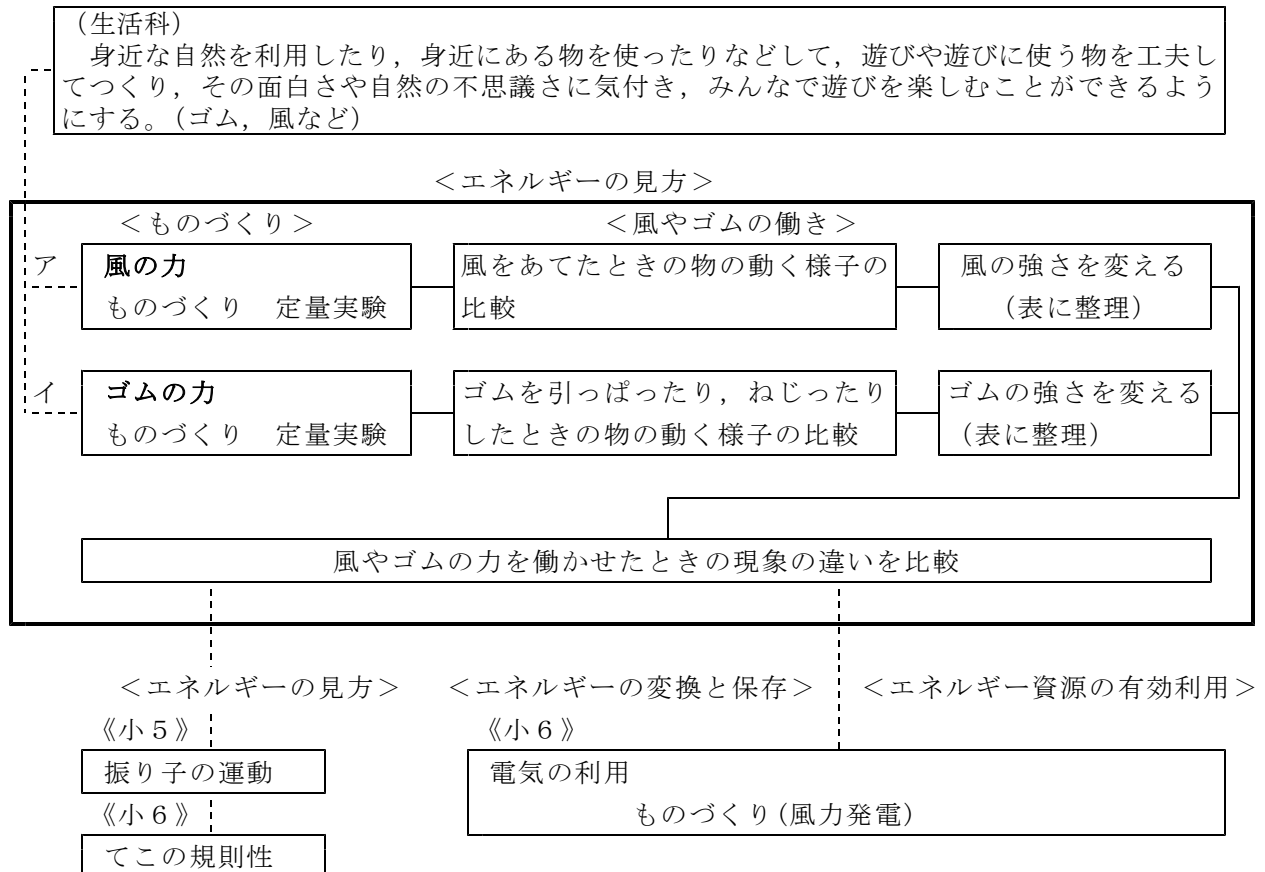 （生活科）
身近な自然を利用したり，身近にある物を使ったりなどして，遊びや遊びに使う物を工夫し
てつくり，その面白さや自然の不思議さに気付き，みんなで遊びを楽しむことができるよう
にする。（ゴム，風など）
＜エネルギーの見方＞
＜ものづくり＞
＜風やゴムの働き＞
ア
風の力
ものづくり　定量実験
風をあてたときの物の動く様子の
比較
風の強さを変える
（表に整理）
イ
ゴムの力
ものづくり　定量実験
ゴムを引っぱったり，ねじったり
したときの物の動く様子の比較
ゴムの強さを変える
（表に整理）
風やゴムの力を働かせたときの現象の違いを比較
＜エネルギーの見方＞
＜エネルギーの変換と保存＞
＜エネルギー資源の有効利用＞
《小５》
振り子の運動
《小６》
てこの規則性
《小６》
電気の利用
ものづくり（風力発電）